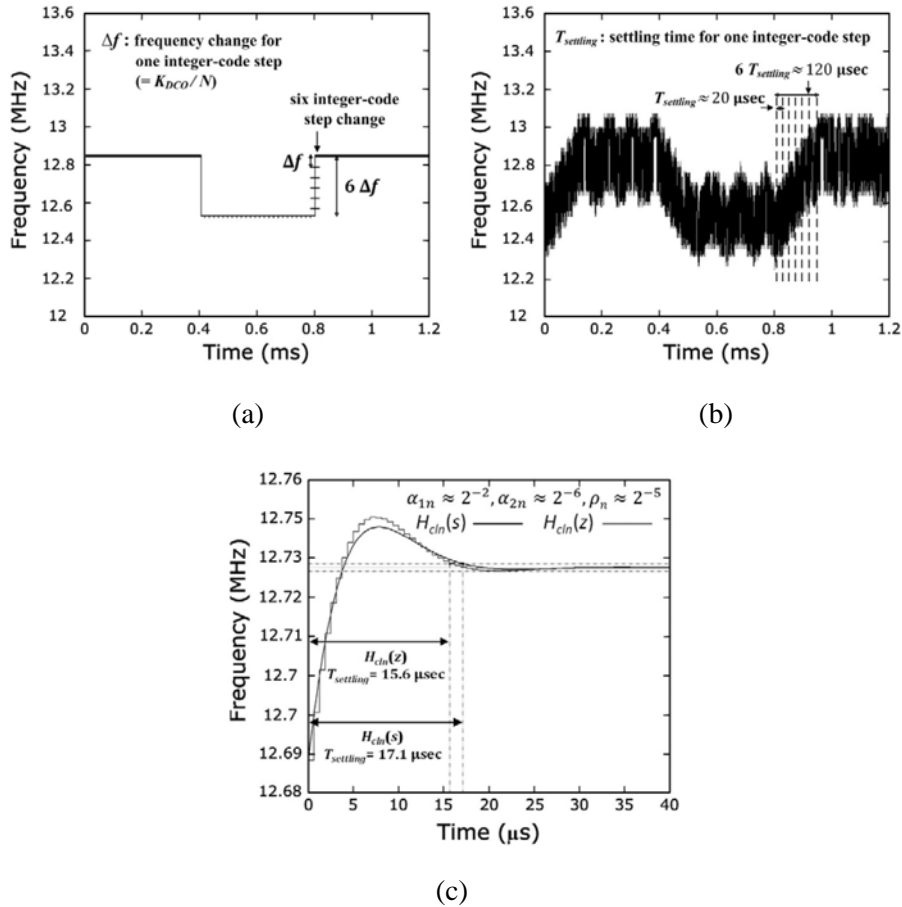 13.6
13.4
13.2
13
12.8
12.6
12.4
12.2
12
Frequency (MHz)
Δf : frequency change for
one integer-code step
(= K_DCO / N)
six integer-code
step change
Δf
6 Δf
0 0.2 0.4 0.6 0.8 1 1.2
Time (ms)
(a)
13.6
13.4
13.2
13
12.8
12.6
12.4
12.2
12
Frequency (MHz)
T_settling : settling time for one integer-code step
6 T_settling ≈ 120 μsec
T_settling ≈ 20 μsec
0 0.2 0.4 0.6 0.8 1 1.2
Time (ms)
(b)
12.76
12.75
12.74
12.73
12.72
12.71
12.7
12.7
12.69
12.68
Frequency (MHz)
α_1n ≈ 2^-2, α_2n ≈ 2^-6, ρ_n ≈ 2^-5
H_cln(s) H_cln(z)
H_cln(z)
T_settling = 15.6 μsec
H_cln(s)
T_settling = 17.1 μsec
0 5 10 15 20 25 30 35 40
Time (μs)
(c)